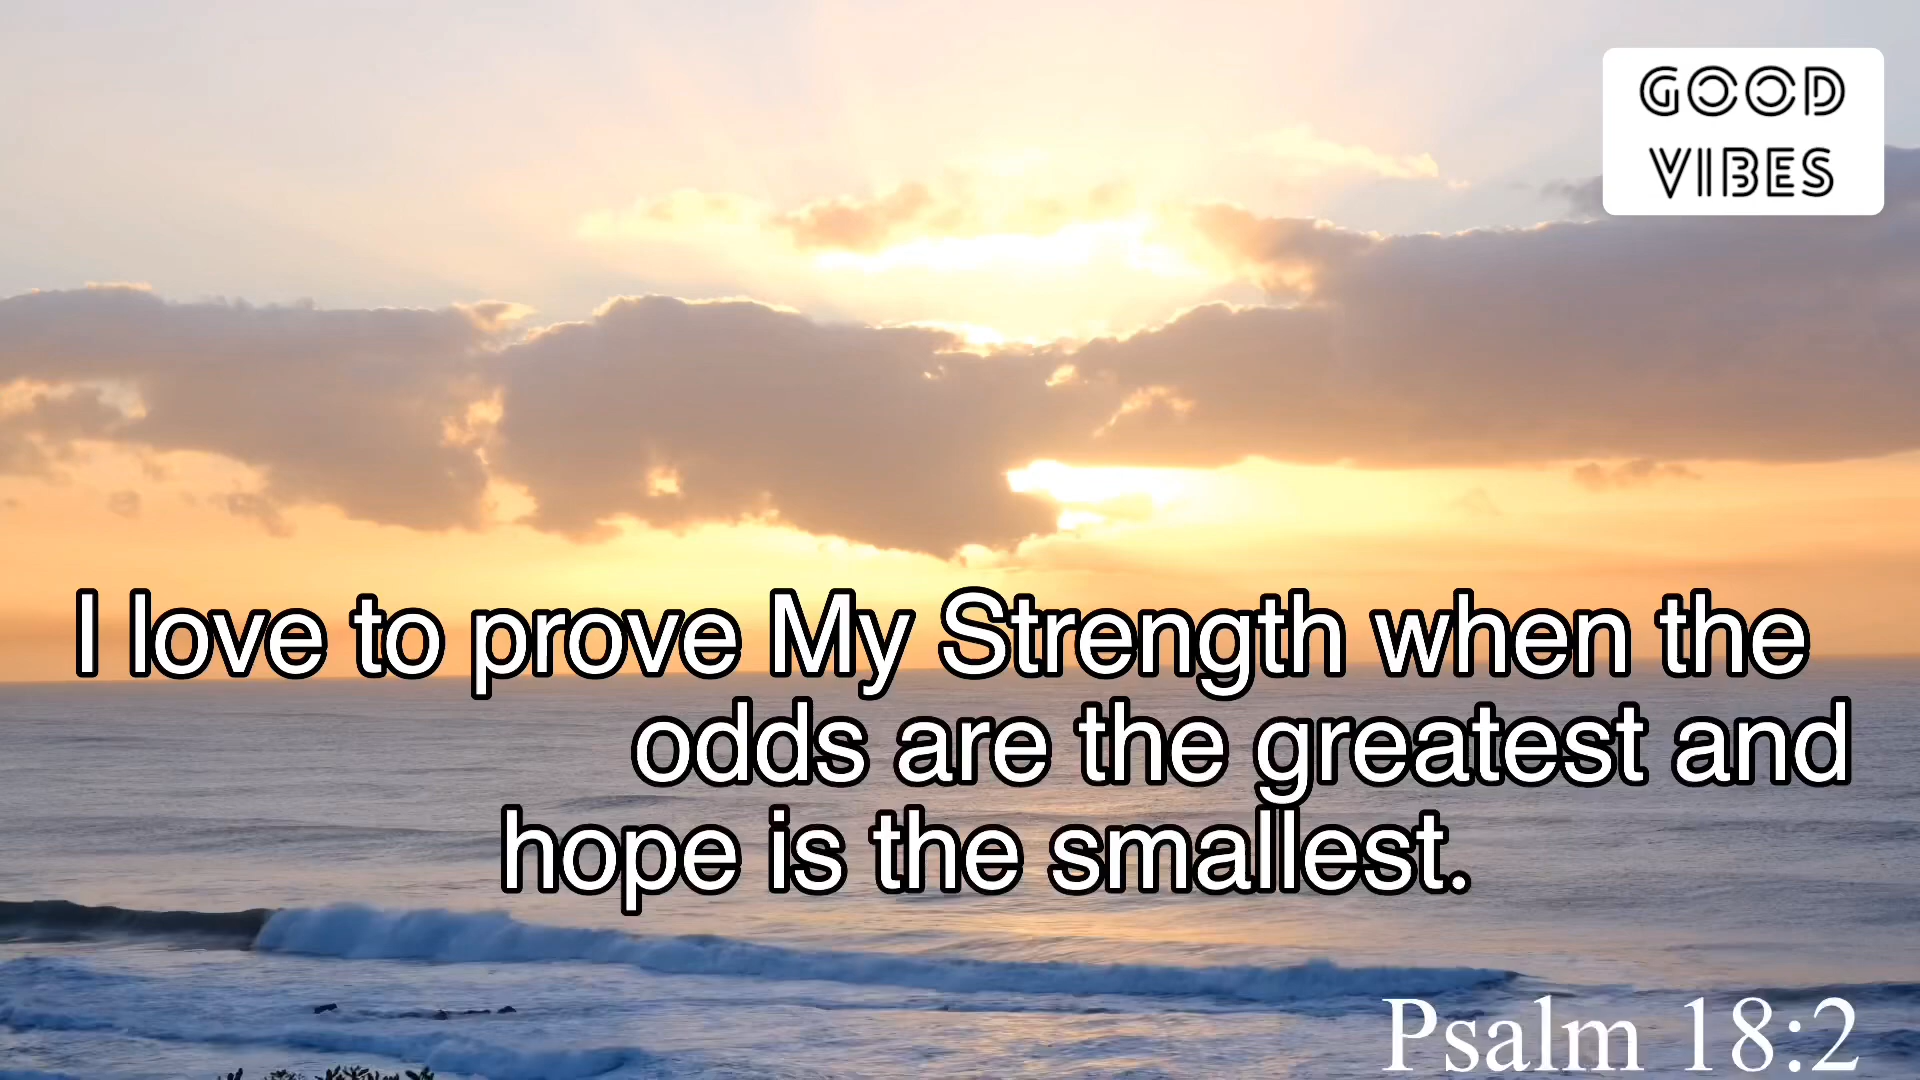 GOOD
VIBES
I love to prove My Strength when the
odds are the greatest and
hope is the smallest.
Psalm 18:2